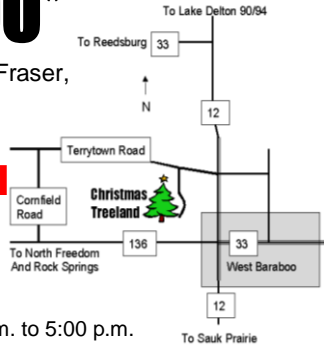 To Lake Delton 90/94
To Reedsburg
33
Fraser,
N
12
Terrytown Road
Christmas
Treeland
Cornfield
Road
136
33
To North Freedom
And Rock Springs
West Baraboo
12
m. to 5:00 p.m.
To Sauk Prairie